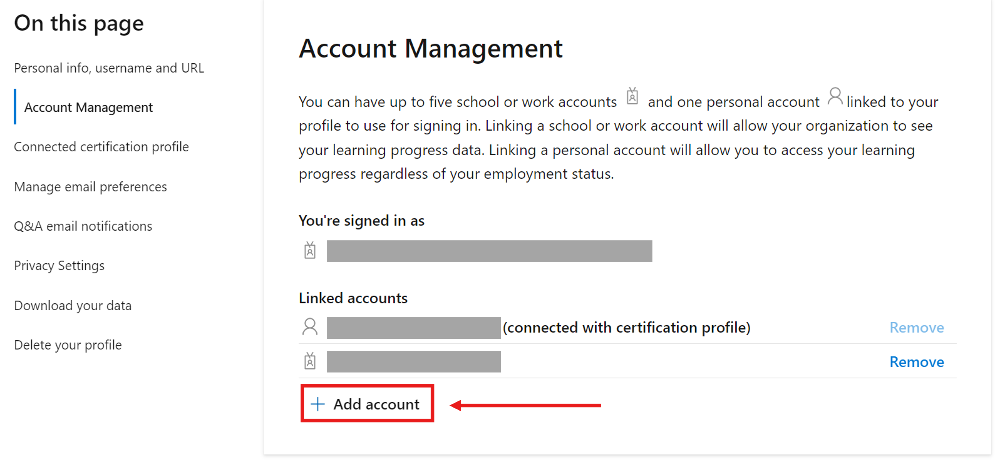 On this page
Personal info, username and URL
Account Management
Connected certification profile
Manage email preferences
Q&A email notifications
Privacy Settings
Download your data
Delete your profile
Account Management
You can have up to five school or work accounts and one personal account linked to your
profile to use for signing in. Linking a school or work account will allow your organization to see
your learning progress data. Linking a personal account will allow you to access your learning
progress regardless of your employment status.
You're signed in as
Linked accounts
(connected with certification profile) Remove
Remove
Add account